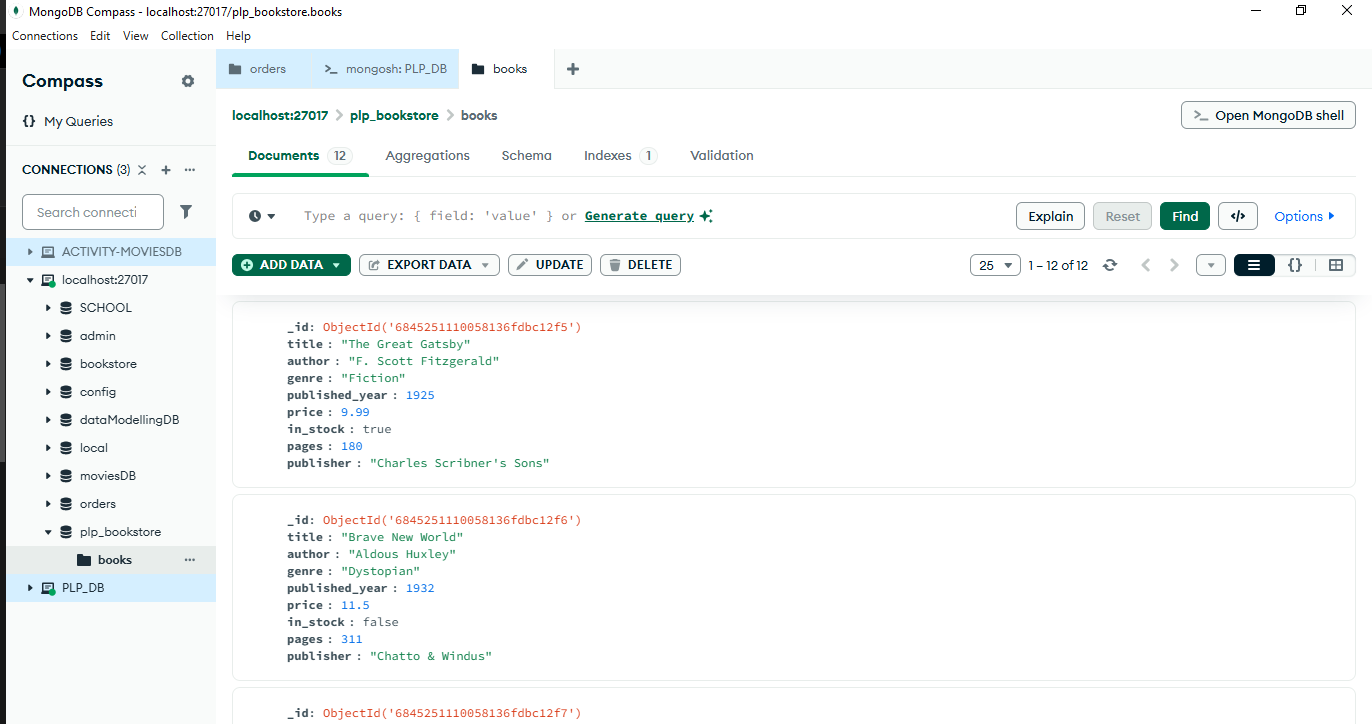 MongoDB Compass - localhost:27017/plp_bookstore.books
Connections Edit View Collection Help
Compass
{} My Queries
CONNECTIONS (3)
Search connecti
ACTIVITY-MOVIESDB
localhost:27017
SCHOOL
admin
bookstore
config
dataModellingDB
local
moviesDB
orders
plp_bookstore
books
PLP_DB
orders >_ mongosh: PLP_DB books +
localhost:27017 > plp_bookstore > books
>_ Open MongoDB shell
Documents 12 Aggregations Schema Indexes 1 Validation
Type a query: { field: 'value' } or Generate query
Explain Reset Find </> Options
ADD DATA EXPORT DATA UPDATE DELETE
25 1 – 12 of 12 {}
_id: ObjectId('6845251110058136fdbc12f5')
title : "The Great Gatsby"
author : "F. Scott Fitzgerald"
genre : "Fiction"
published_year : 1925
price : 9.99
in_stock : true
pages : 180
publisher : "Charles Scribner's Sons"
_id: ObjectId('6845251110058136fdbc12f6')
title : "Brave New World"
author : "Aldous Huxley"
genre : "Dystopian"
published_year : 1932
price : 11.5
in_stock : false
pages : 311
publisher : "Chatto & Windus"
_id: ObjectId('6845251110058136fdbc12f7')